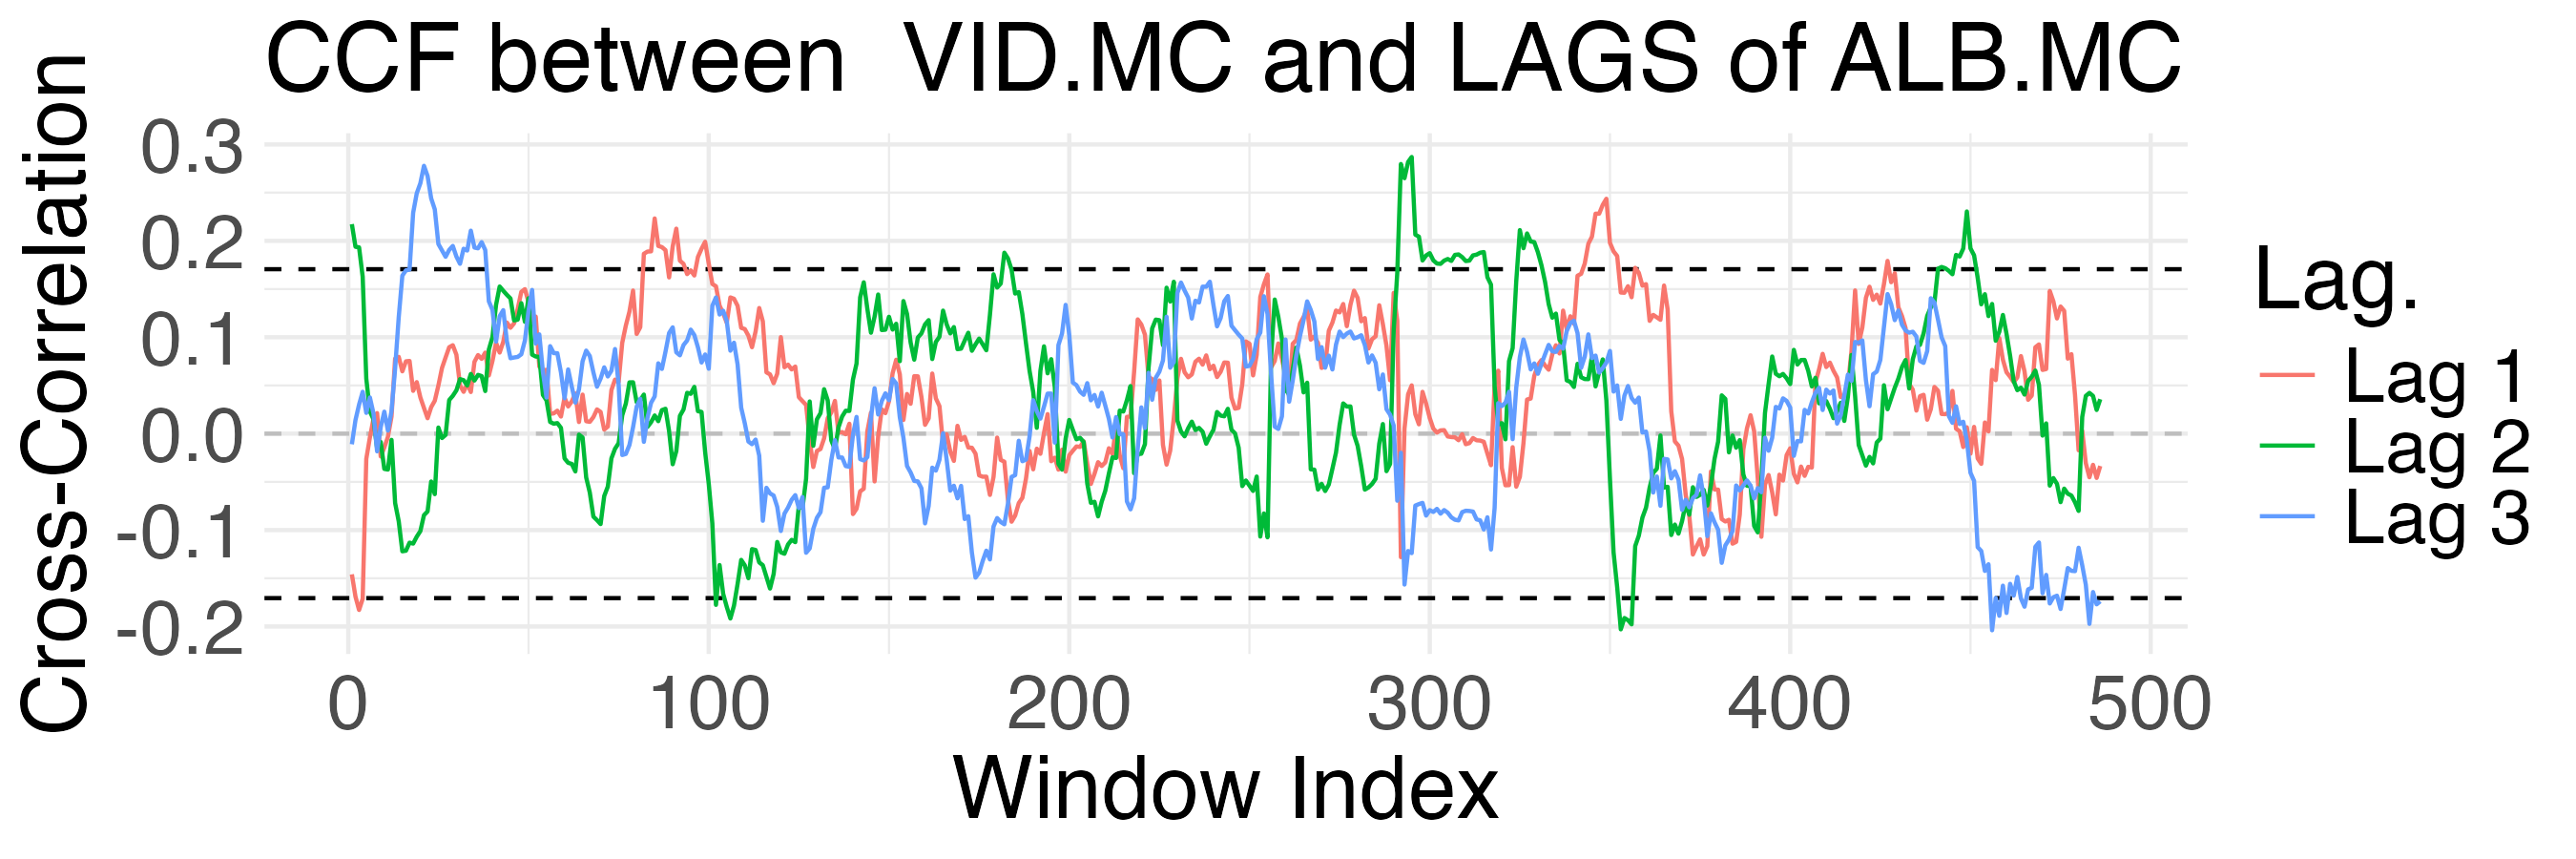 CCF between  VID.MC and LAGS of ALB.MC
Cross-Correlation
0.3
0.2
0.1
0.0
-0.1
-0.2
0
100
200
300
400
500
Window Index
Lag.
Lag 1
Lag 2
Lag 3